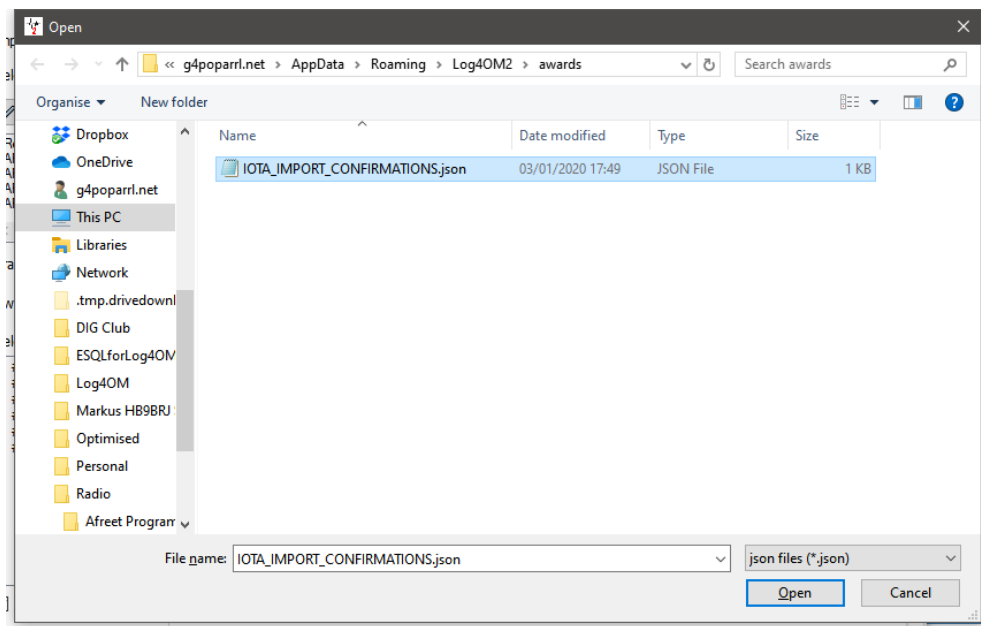 Open
« g4poparrl.net › AppData › Roaming › Log4OM2 › awards
Search awards
Organise
New folder
Name
Date modified
Type
Size
IOTA_IMPORT_CONFIRMATIONS.json
03/01/2020 17:49
JSON File
1 KB
Dropbox
OneDrive
g4poparrl.net
This PC
Libraries
Network
.tmp.drivedownl
DIG Club
ESQLforLog4OM
Log4OM
Markus HB9BRJ
Optimised
Personal
Radio
Afreet Program
File name:
IOTA_IMPORT_CONFIRMATIONS.json
json files (*.json)
Open
Cancel